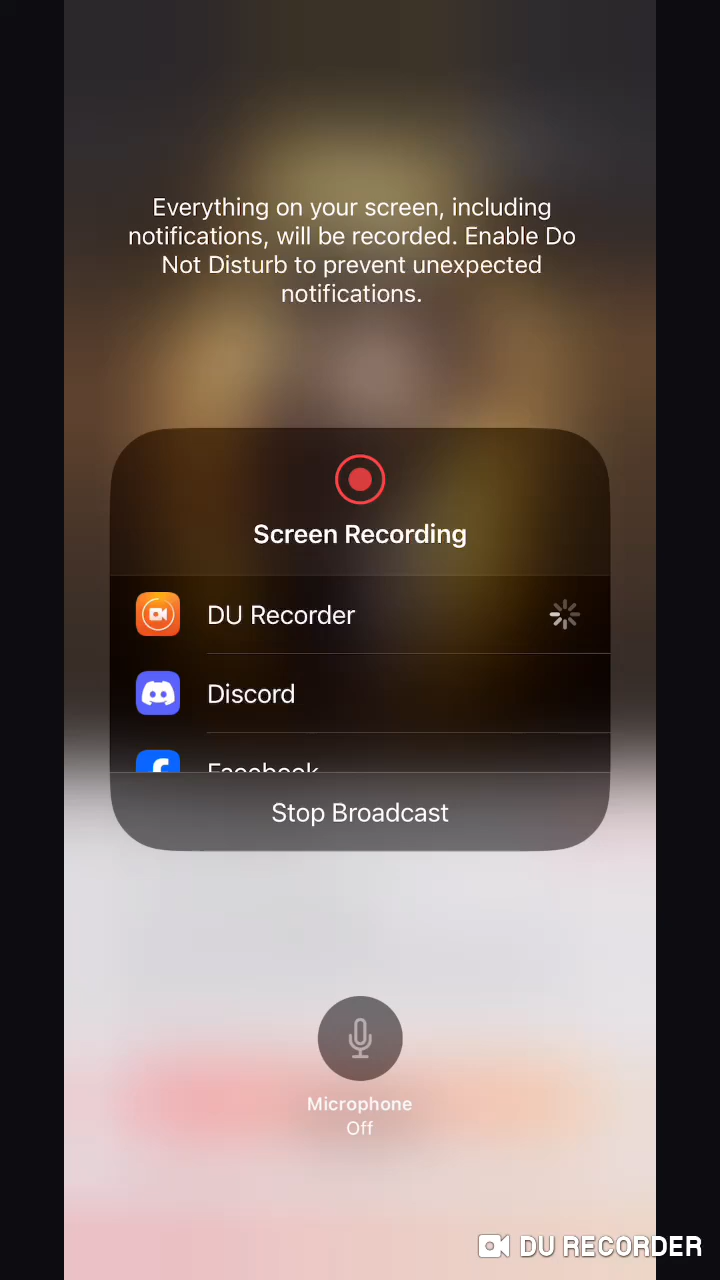 Everything on your screen, including
notifications, will be recorded. Enable Do
Not Disturb to prevent unexpected
notifications.
Screen Recording
DU Recorder
Discord
Facebook
Stop Broadcast
Microphone
Off
DU RECORDER